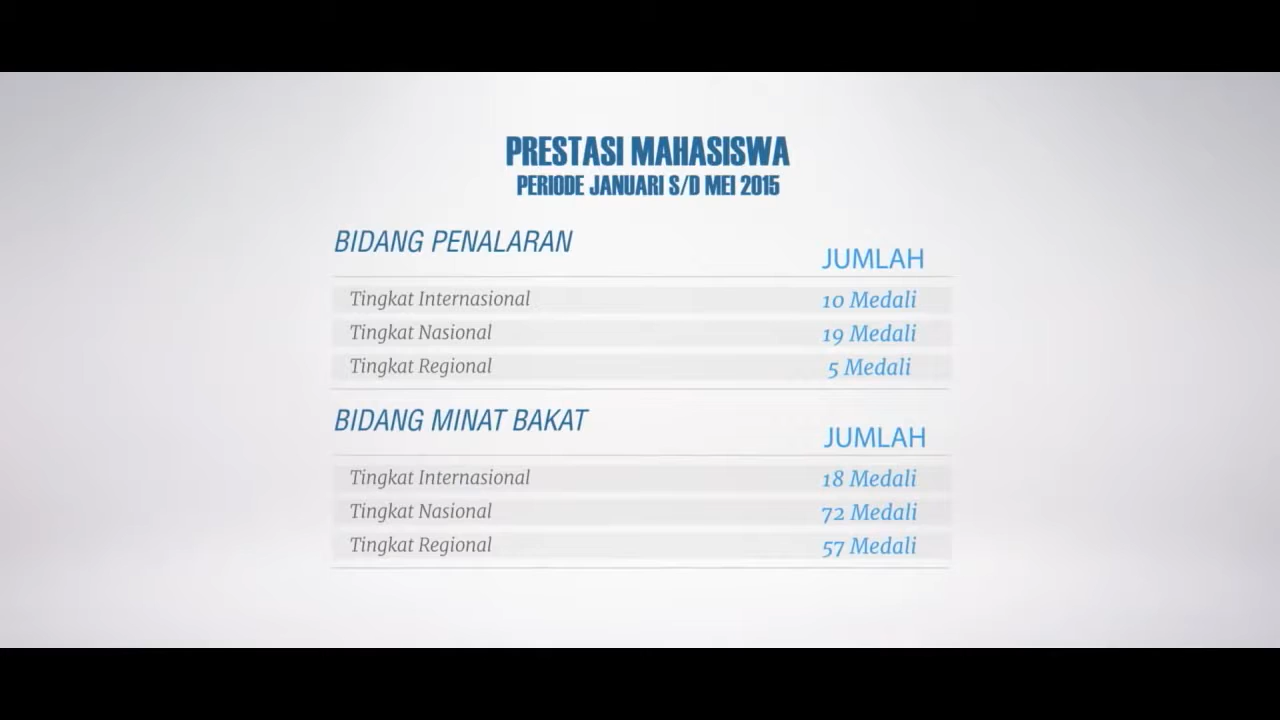 PRESTASI MAHASISWA
PERIODE JANUARI S/D MEI 2015
BIDANG PENALARAN JUMLAH
Tingkat Internasional 10 Medali
Tingkat Nasional 19 Medali
Tingkat Regional 5 Medali
BIDANG MINAT BAKAT JUMLAH
Tingkat Internasional 18 Medali
Tingkat Nasional 72 Medali
Tingkat Regional 57 Medali